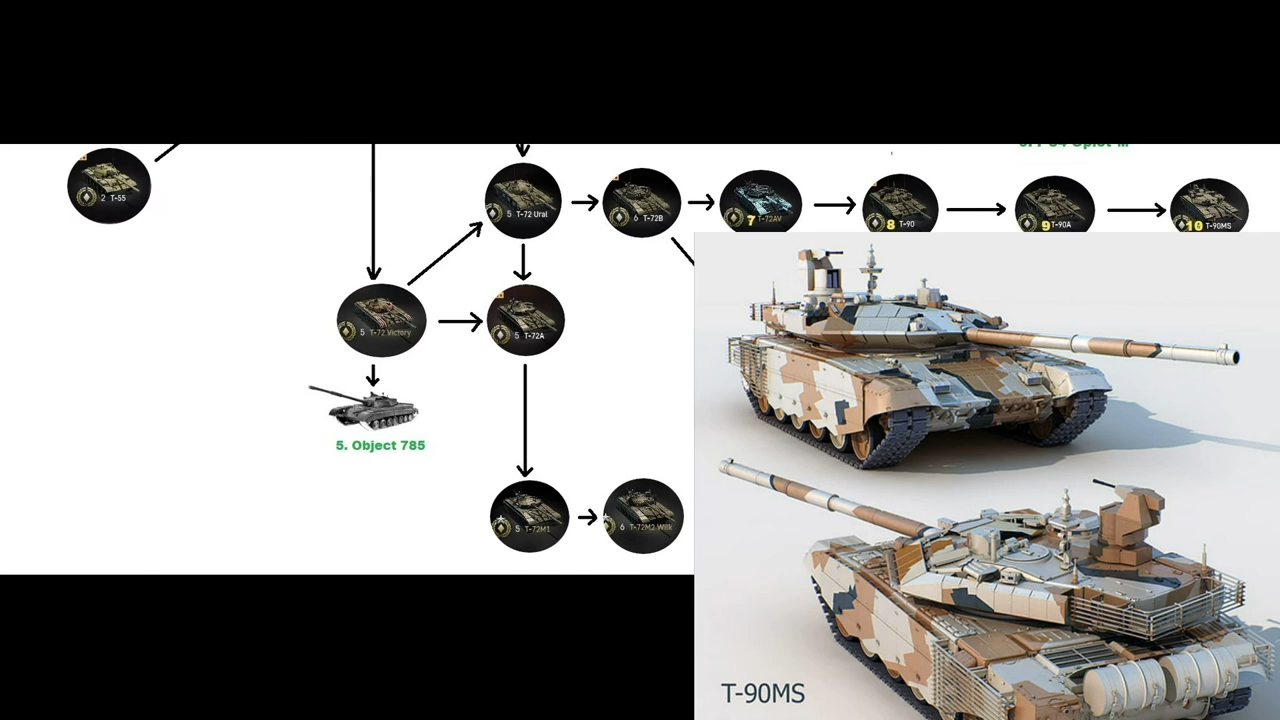 2 T-55
5 T-72 Ural
6 T-72B
7 T-72AV
8 T-90
9 T-90A
10 T-90MS
5 T-72 Victory
5 T-72A
5. Object 785
5 T-72M1
6 T-72M2 Wilk
T-90MS